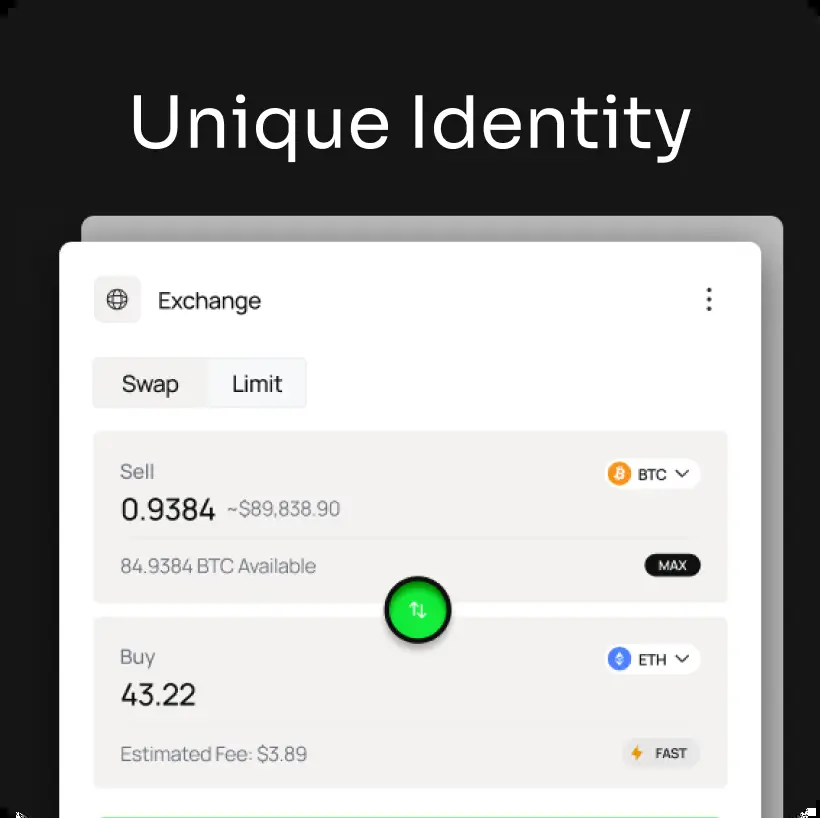 Unique Identity
Exchange
Swap Limit
Sell
BTC
0.9384 ~$89,838.90
84.9384 BTC Available MAX
Buy
ETH
43.22
Estimated Fee: $3.89 FAST